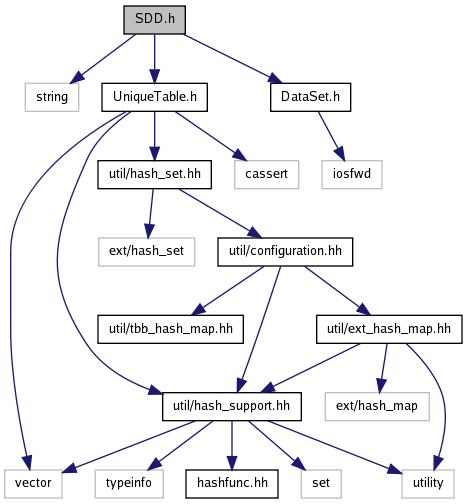 SDD.h
string
UniqueTable.h
DataSet.h
util/hash_set.hh
cassert
iosfwd
ext/hash_set
util/configuration.hh
util/tbb_hash_map.hh
util/ext_hash_map.hh
util/hash_support.hh
ext/hash_map
vector
typeinfo
hashfunc.hh
set
utility